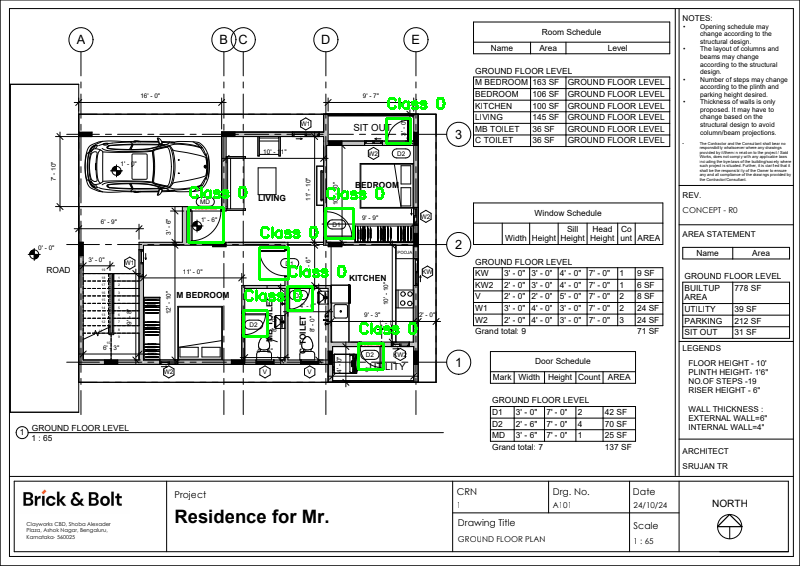 A
B
C
D
E
16' - 0"
9' - 7"
Class 0
SIT OUT
3
W1
D2
W2
10' - 11"
7' - 10"
1' - 0"
LIVING
11' - 10"
BEDROOM
Class 0
Class 0
MD
1' - 6"
D1
9' - 9"
W2
6' - 9"
Class 0
2
0' - 0"
ROAD
W1
3' - 0"
11' - 0"
Class 0
KITCHEN
KW
M BEDROOM
Class 0
12' - 10"
10' - 10"
D2
9' - 3"
2' - 0"
Class 0
6' - 3"
D2
KW2
UTILITY
1
W2
V
V
1
GROUND FLOOR LEVEL
1 : 65
Room Schedule
Name Area Level
GROUND FLOOR LEVEL
M BEDROOM 163 SF GROUND FLOOR LEVEL
BEDROOM 106 SF GROUND FLOOR LEVEL
KITCHEN 100 SF GROUND FLOOR LEVEL
LIVING 145 SF GROUND FLOOR LEVEL
MB TOILET 36 SF GROUND FLOOR LEVEL
C TOILET 36 SF GROUND FLOOR LEVEL
Window Schedule
Width Height Sill Height Head Height Co unt AREA
GROUND FLOOR LEVEL
KW 3' - 0" 3' - 0" 4' - 0" 7' - 0" 1 9 SF
KW2 2' - 0" 3' - 0" 4' - 0" 7' - 0" 1 6 SF
V 2' - 0" 2' - 0" 5' - 0" 7' - 0" 2 8 SF
W1 3' - 0" 4' - 0" 3' - 0" 7' - 0" 2 24 SF
W2 2' - 0" 4' - 0" 3' - 0" 7' - 0" 3 24 SF
Grand total: 9 71 SF
Door Schedule
Mark Width Height Count AREA
GROUND FLOOR LEVEL
D1 3' - 0" 7' - 0" 2 42 SF
D2 2' - 6" 7' - 0" 4 70 SF
MD 3' - 6" 7' - 0" 1 25 SF
Grand total: 7 137 SF
NOTES:
• Opening schedule may
change according to the
structural design.
• The layout of columns and
beams may change
according to the structural
design.
• Number of steps may change
according to the plinth and
parking height desired.
• Thickness of walls is only
proposed. It may have to
change based on the
structural design to avoid
column/beam projections.
REV.
CONCEPT - R0
AREA STATEMENT
Name Area
GROUND FLOOR LEVEL
BUILTUP AREA 778 SF
UTILITY 39 SF
PARKING 212 SF
SIT OUT 31 SF
LEGENDS
FLOOR HEIGHT - 10'
PLINTH HEIGHT- 1'6"
NO.OF STEPS -19
RISER HEIGHT - 6"
WALL THICKNESS :
EXTERNAL WALL=6"
INTERNAL WALL=4"
ARCHITECT
SRUJAN TR
Brick & Bolt
Clayworks CBD, Shoba Alexader
Plaza, Ashok Nagar, Bengaluru,
Karnataka- 560025
Project
Residence for Mr.
CRN
1
Drg. No.
A101
Date
24/10/24
Drawing Title
GROUND FLOOR PLAN
Scale
1 : 65
NORTH